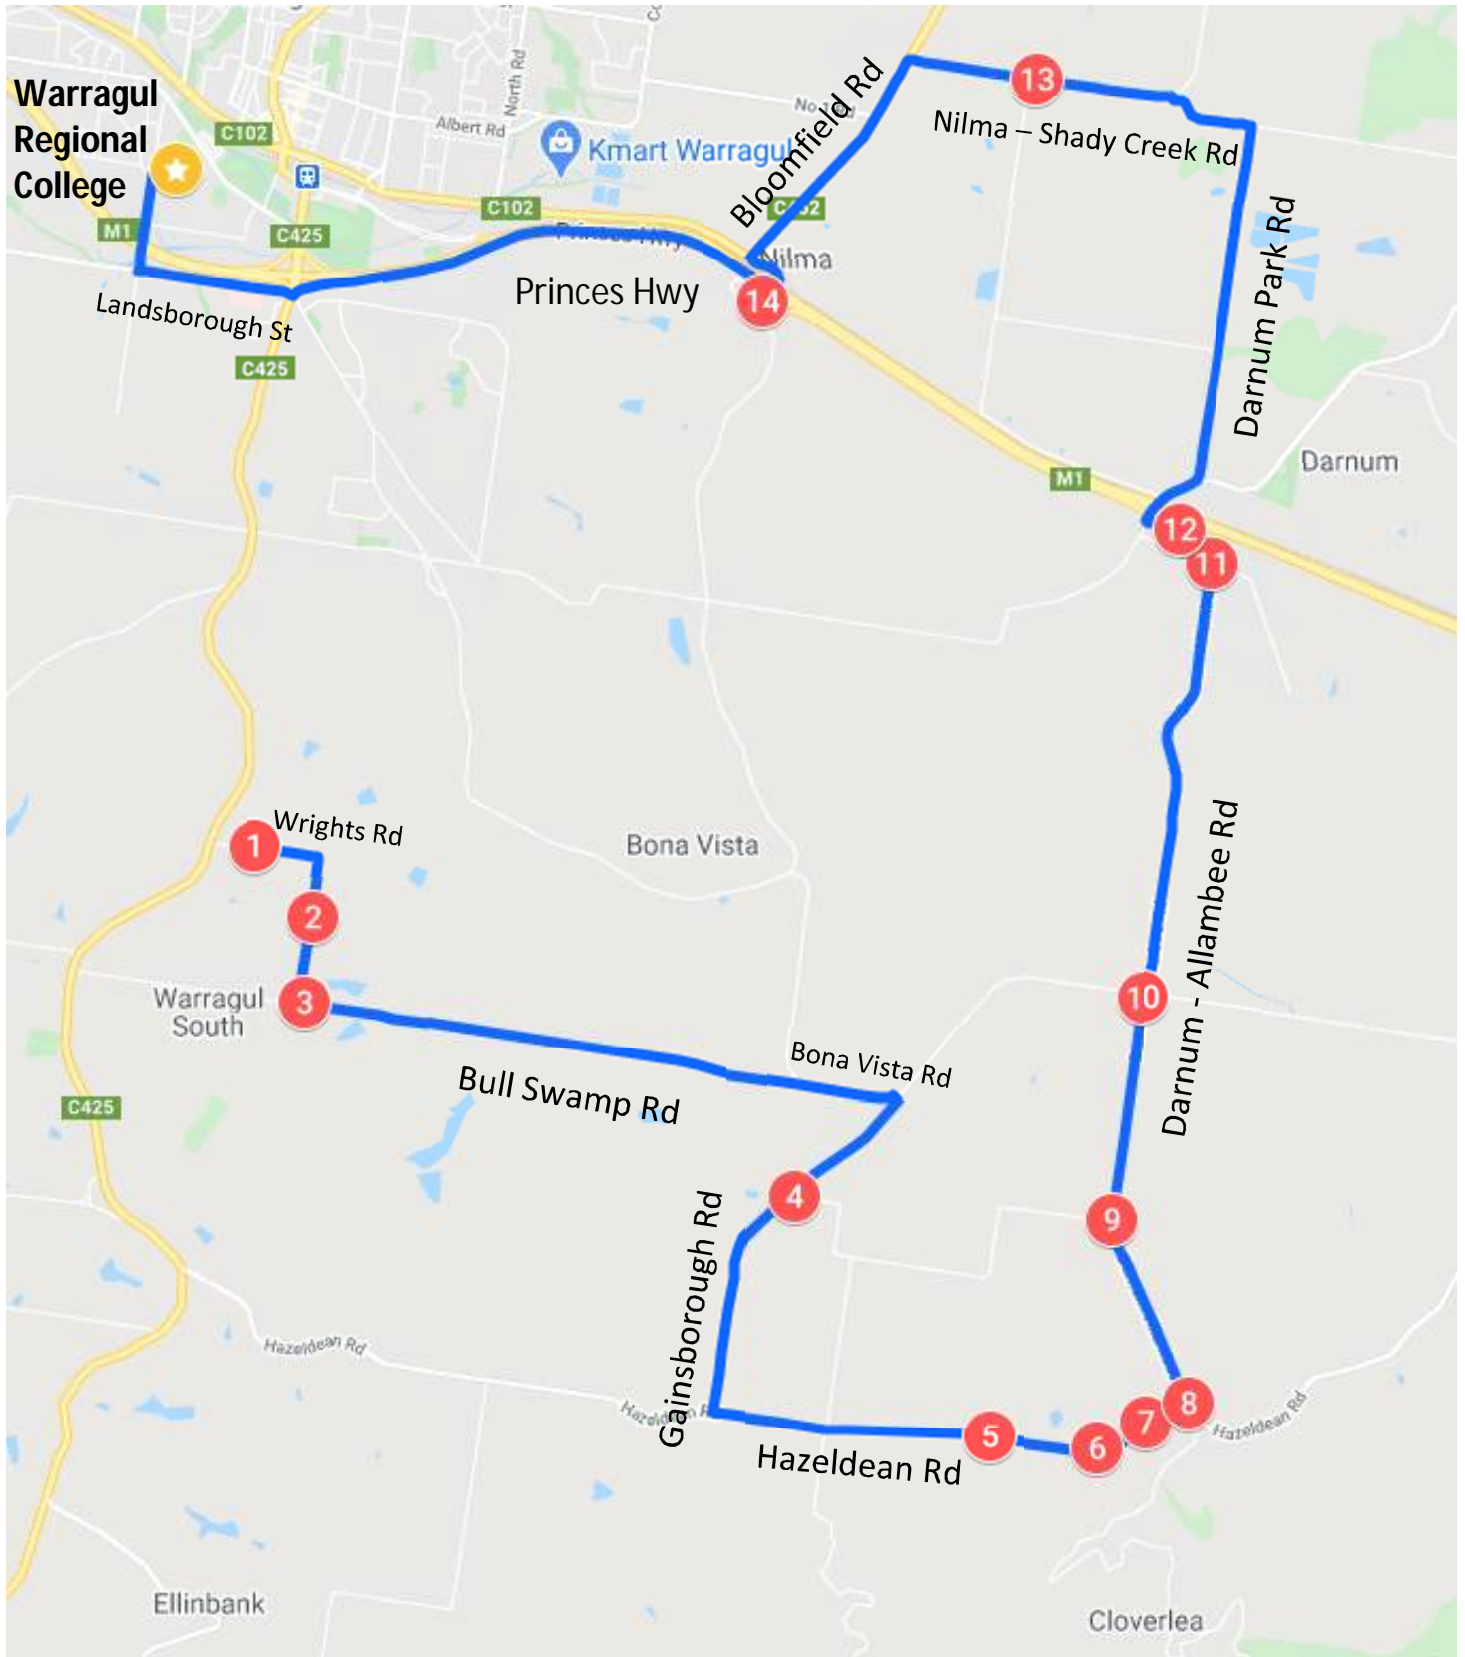 Warragul
Regional
College
C102
Albert Rd
North Rd
Kmart Warragul
Bloomfield Rd
13
Nilma – Shady Creek Rd
M1
C425
C102
Princes Hwy
Nilma
14
Princes Hwy
Landsborough St
C425
Darnum Park Rd
Darnum
M1
12
11
1
Wrights Rd
2
Bona Vista
3
Warragul
South
Bull Swamp Rd
Bona Vista Rd
10
Darnum - Allambee Rd
C425
4
9
Gainsborough Rd
Hazeldean Rd
5
6
7
8
Hazeldean Rd
Hazeldean Rd
Ellinbank
Cloverlea